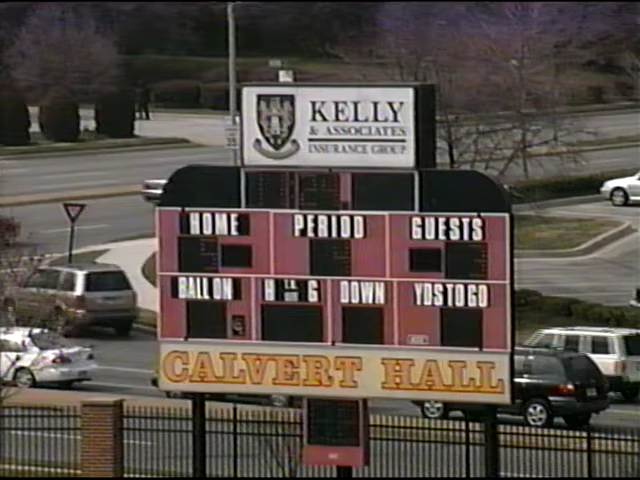 KELLY
& ASSOCIATES
INSURANCE GROUP
HOME PERIOD GUESTS
BALL ON H G DOWN YDS TO GO
CALVERT HALL